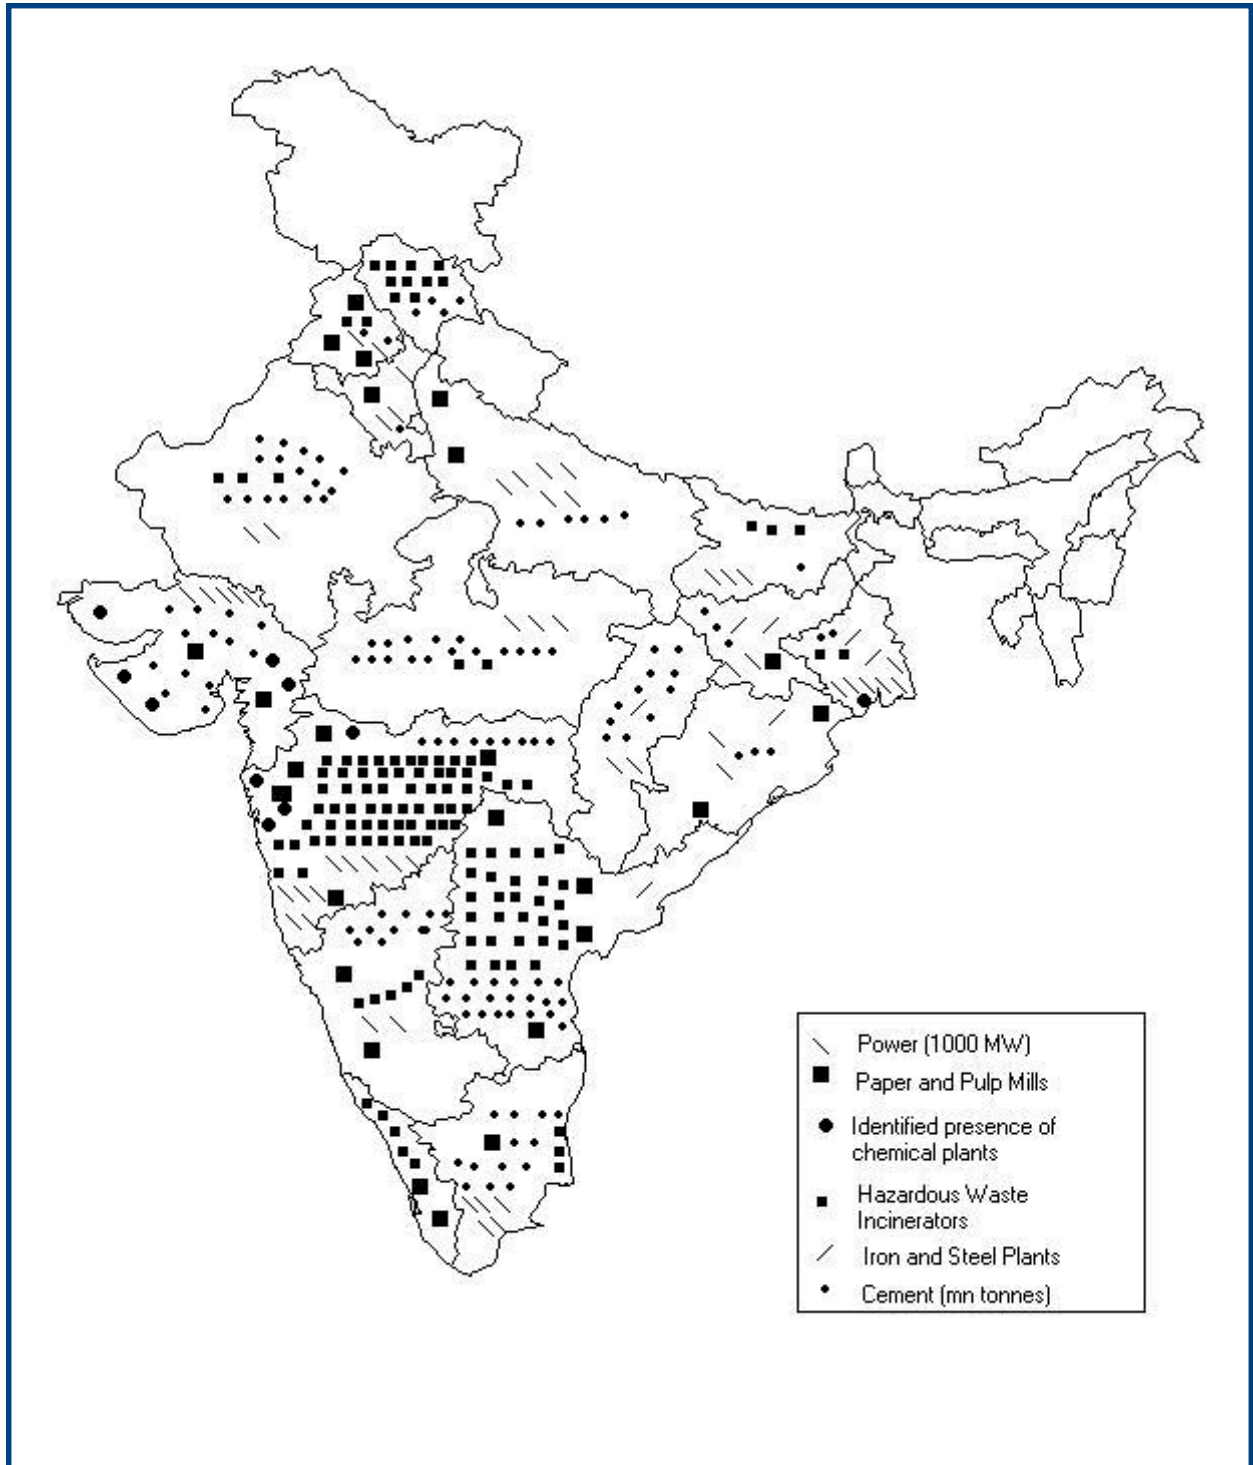 Power (1000 MW)
Paper and Pulp Mills
Identified presence of
chemical plants
Hazardous Waste
Incinerators
Iron and Steel Plants
Cement (mn tonnes)